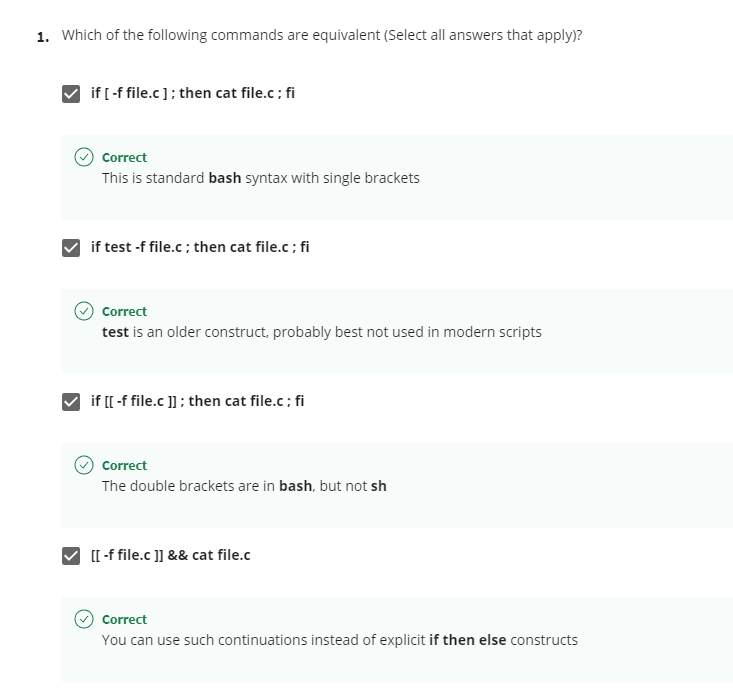 1. Which of the following commands are equivalent (Select all answers that apply)?
if [ -f file.c ] ; then cat file.c ; fi
Correct
This is standard bash syntax with single brackets
if test -f file.c ; then cat file.c ; fi
Correct
test is an older construct, probably best not used in modern scripts
if [[ -f file.c ]] ; then cat file.c ; fi
Correct
The double brackets are in bash, but not sh
[[ -f file.c ]] && cat file.c
Correct
You can use such continuations instead of explicit if then else constructs